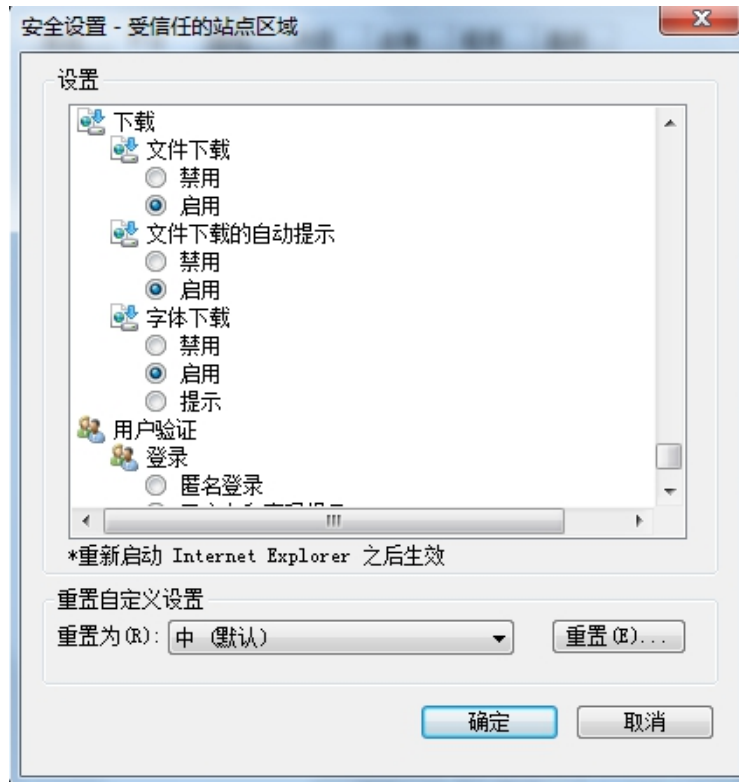 安全设置 - 受信任的站点区域
设置
下载
文件下载
禁用
启用
文件下载的自动提示
禁用
启用
字体下载
禁用
启用
提示
用户验证
登录
匿名登录
*重新启动 Internet Explorer 之后生效
重置自定义设置
重置为(R): 中 (默认) 重置(E)...
确定 取消